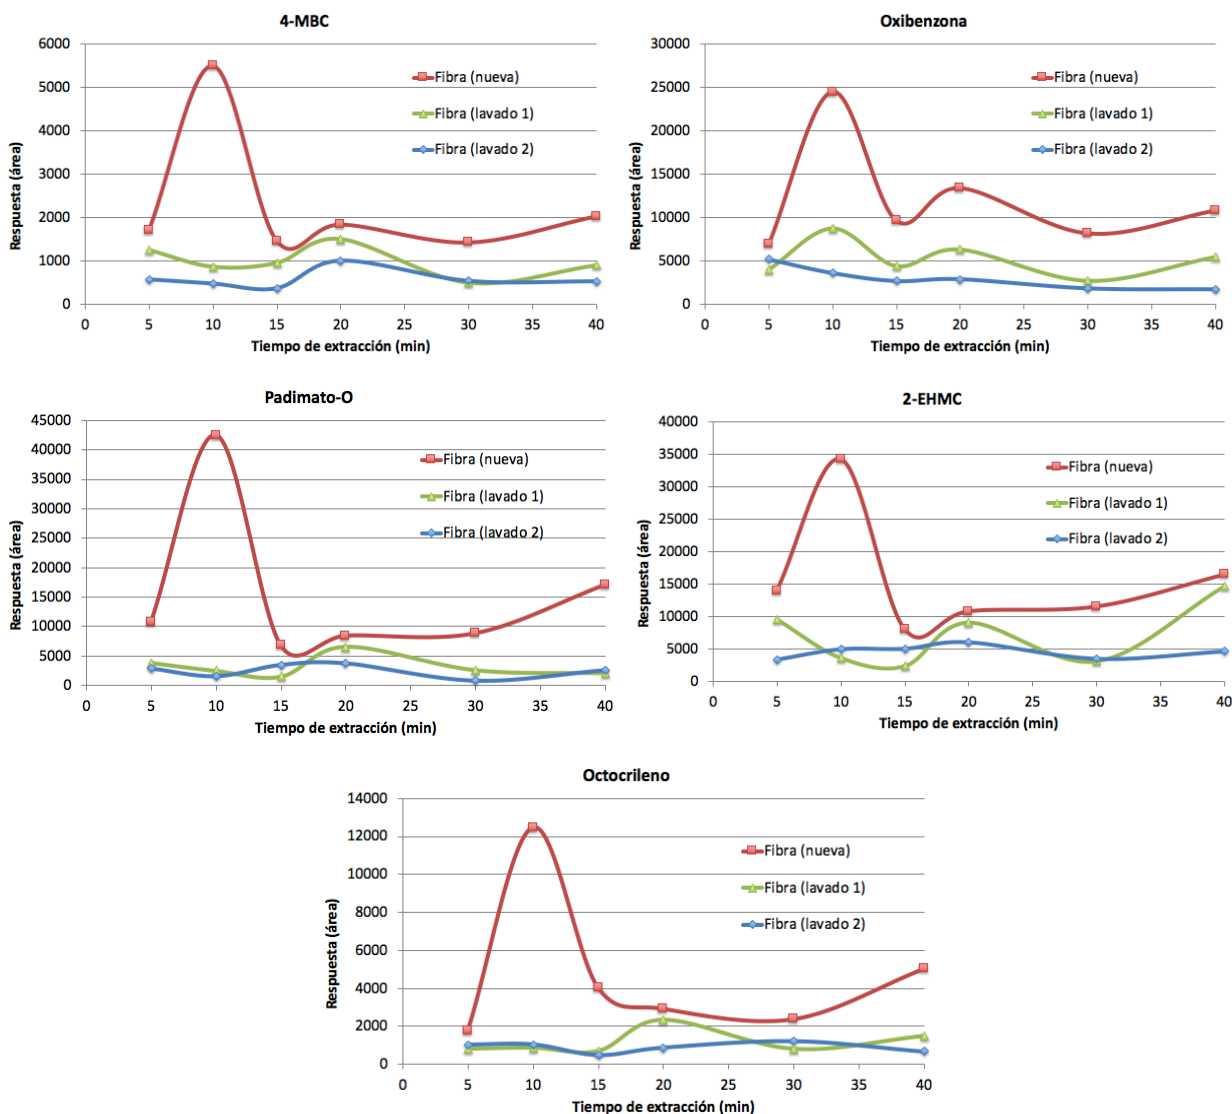 4-MBC
6000
5000
4000
3000
2000
1000
0
Respuesta (área)
Fibra (nueva)
Fibra (lavado 1)
Fibra (lavado 2)
0 5 10 15 20 25 30 35 40
Tiempo de extracción (min)
Oxibenzona
30000
25000
20000
15000
10000
5000
0
Respuesta (área)
Fibra (nueva)
Fibra (lavado 1)
Fibra (lavado 2)
0 5 10 15 20 25 30 35 40
Tiempo de extracción (min)
Padimato-O
45000
40000
35000
30000
25000
20000
15000
10000
5000
0
Respuesta (área)
Fibra (nueva)
Fibra (lavado 1)
Fibra (lavado 2)
0 5 10 15 20 25 30 35 40
Tiempo de extracción (min)
2-EHMC
40000
35000
30000
25000
20000
15000
10000
5000
0
Respuesta (área)
Fibra (nueva)
Fibra (lavado 1)
Fibra (lavado 2)
0 5 10 15 20 25 30 35 40
Tiempo de extracción (min)
Octocrileno
14000
12000
10000
8000
6000
4000
2000
0
Respuesta (área)
Fibra (nueva)
Fibra (lavado 1)
Fibra (lavado 2)
0 5 10 15 20 25 30 35 40
Tiempo de extracción (min)